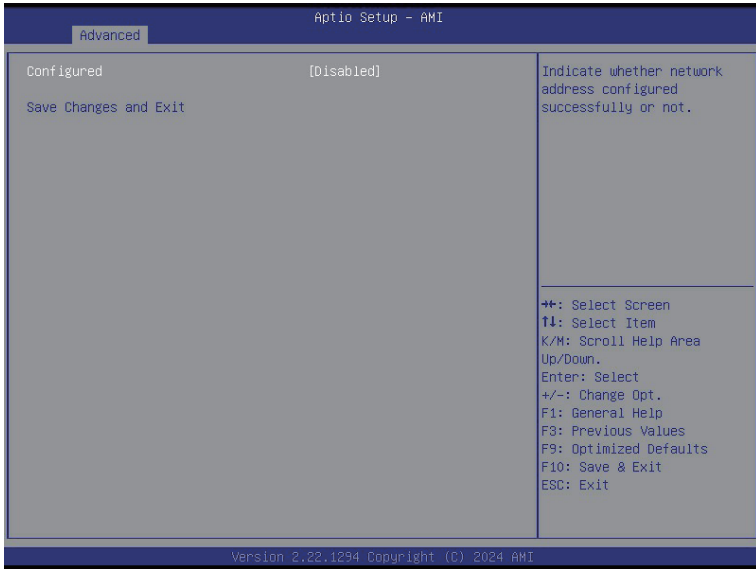 Aptio Setup – AMI
Advanced
Configured [Disabled]
Save Changes and Exit
Indicate whether network
address configured
successfully or not.
→←: Select Screen
↑↓: Select Item
K/M: Scroll Help Area
Up/Down.
Enter: Select
+/-: Change Opt.
F1: General Help
F3: Previous Values
F9: Optimized Defaults
F10: Save & Exit
ESC: Exit
Version 2.22.1294 Copyright (C) 2024 AMI